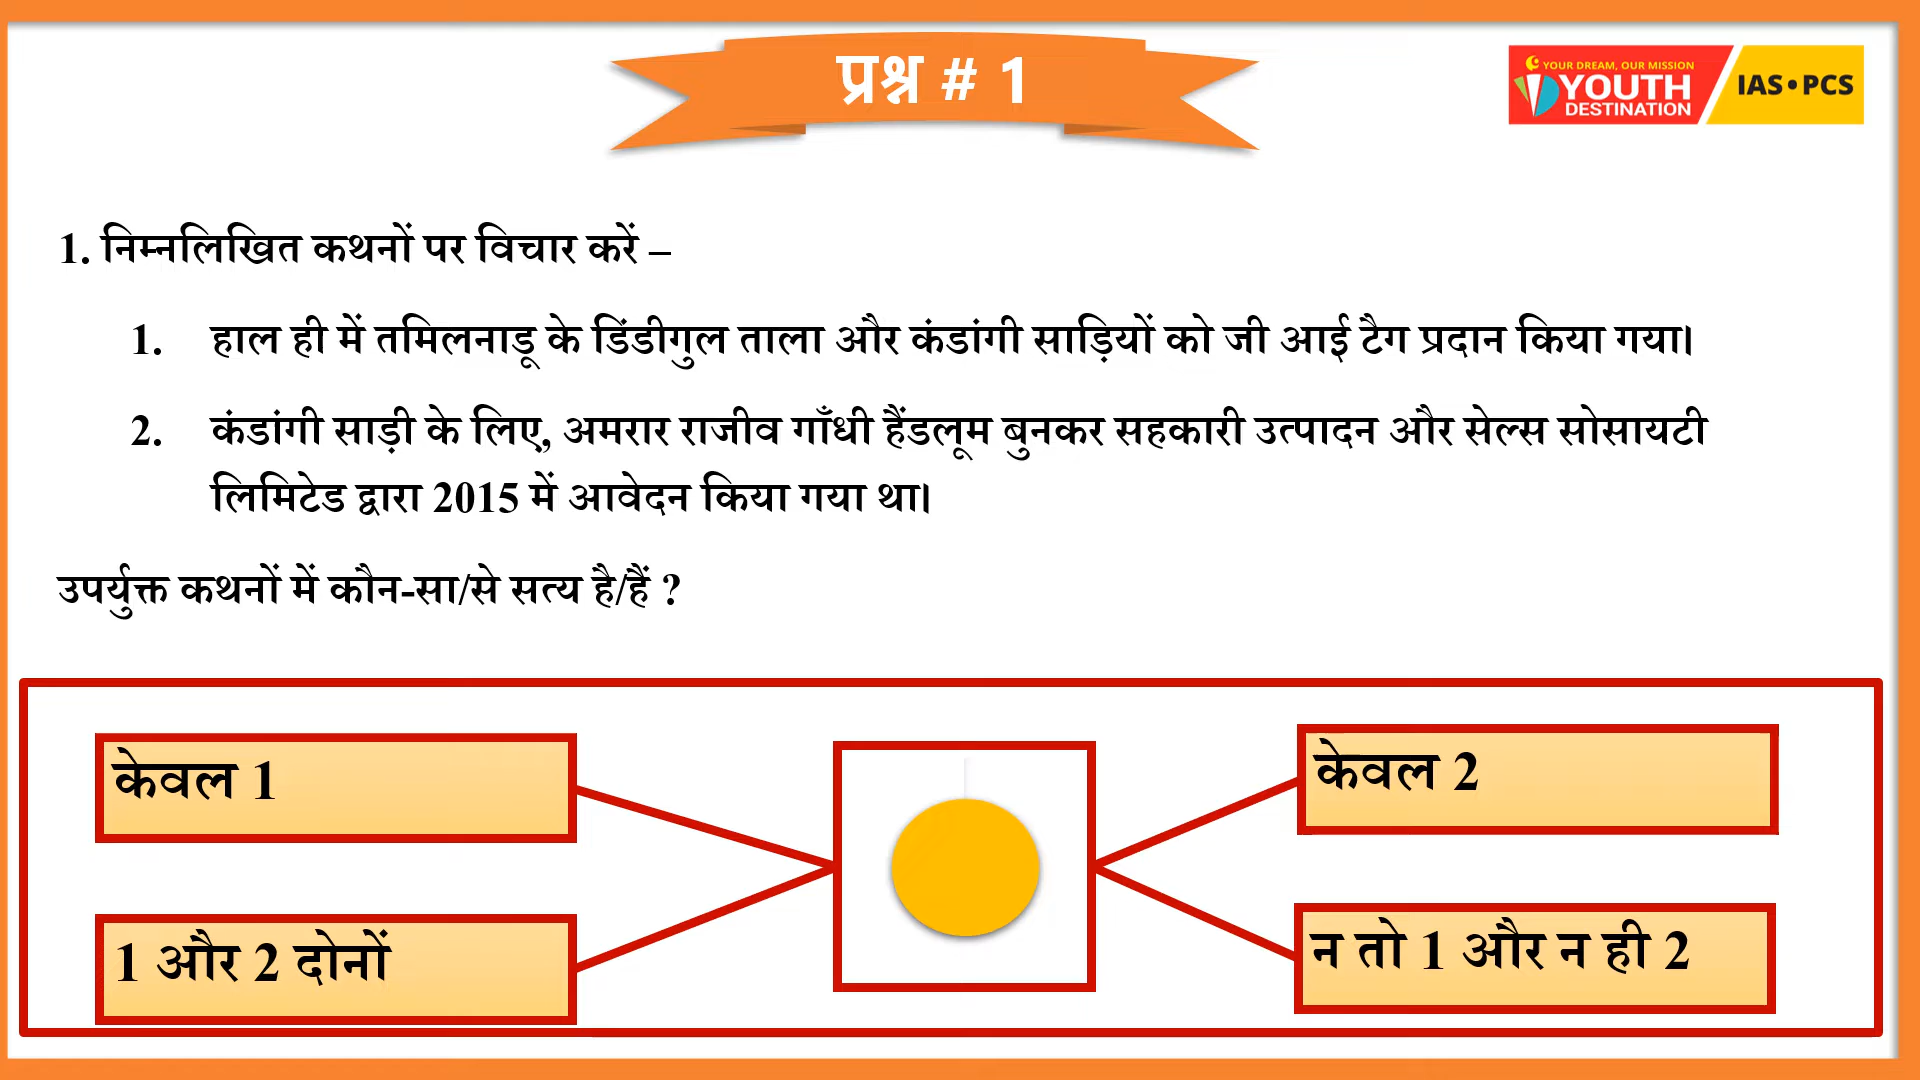 प्रश्न # 1
YOUR DREAM, OUR MISSION
YOUTH
DESTINATION
IAS•PCS
1. निम्नलिखित कथनों पर विचार करें –
1. हाल ही में तमिलनाडू के डिंडीगुल ताला और कंडांगी साड़ियों को जी आई टैग प्रदान किया गया।
2. कंडांगी साड़ी के लिए, अमरार राजीव गाँधी हैंडलूम बुनकर सहकारी उत्पादन और सेल्स सोसायटी
लिमिटेड द्वारा 2015 में आवेदन किया गया था।
उपर्युक्त कथनों में कौन-सा/से सत्य है/हैं ?
केवल 1
केवल 2
1 और 2 दोनों
न तो 1 और न ही 2